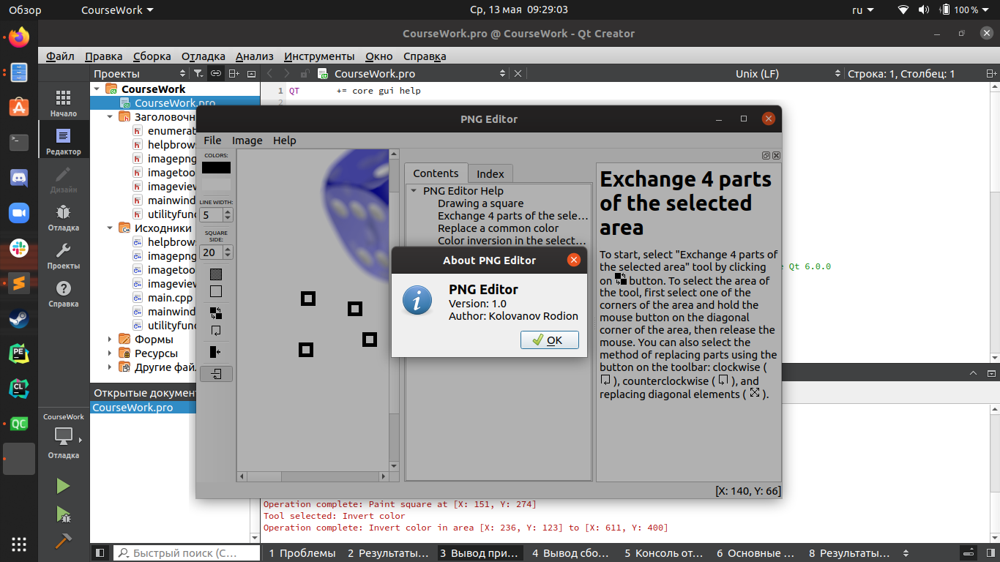 Обзор
CourseWork
Ср, 13 мая 09:29:03
ru
100 %
CourseWork.pro @ CourseWork - Qt Creator
Файл Правка Сборка Отладка Анализ Инструменты Окно Справка
Проекты
CourseWork.pro
Unix (LF)
Строка: 1, Столбец: 1
Начало
Редактор
Дизайн
Отладка
Проекты
Справка
CourseWork
Отладка
CourseWork
CourseWork.pro
Заголовочн
enumerat
helpbrow
imagepng
imagetoo
imageview
mainwind
utilityfunc
Исходники
helpbrows
imagepng
imagetoo
imageview
main.cpp
mainwind
utilityfunc
Формы
Ресурсы
Другие фай
Открытые документ
CourseWork.pro
1 QT += core gui help
2
e Qt 6.0.0
PNG Editor
File Image Help
COLORS:
LINE WIDTH:
5
SQUARE
SIDE:
20
Contents Index
PNG Editor Help
Drawing a square
Exchange 4 parts of the sele...
Replace a common color
Color inversion in the select...
Exchange 4 parts
of the selected
area
To start, select "Exchange 4 parts of
the selected area" tool by clicking
on button. To select the area of
the tool, first select one of the
corners of the area and hold the
mouse button on the diagonal
corner of the area, then release the
mouse. You can also select the
method of replacing parts using the
button on the toolbar: clockwise (
), counterclockwise ( ), and
replacing diagonal elements ( ).
[X: 140, Y: 66]
About PNG Editor
PNG Editor
Version: 1.0
Author: Kolovanov Rodion
OK
Operation complete: Paint square at [X: 151, Y: 274]
Tool selected: Invert color
Operation complete: Invert color in area [X: 236, Y: 123] to [X: 611, Y: 400]
Быстрый поиск (C...
1 Проблемы
2 Результаты...
3 Вывод при...
4 Вывод сбо...
5 Консоль от...
6 Основные ...
8 Результаты...
PE
CL
QC